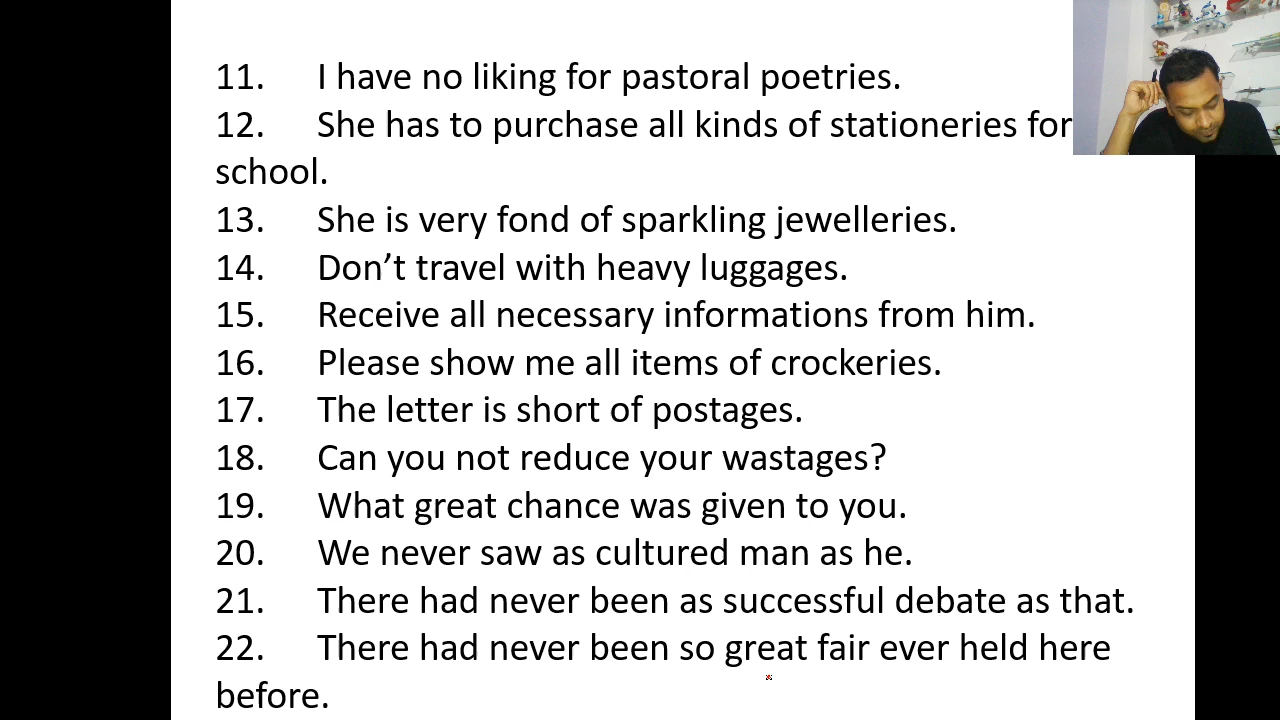 11. I have no liking for pastoral poetries.
12. She has to purchase all kinds of stationeries for
school.
13. She is very fond of sparkling jewelleries.
14. Don’t travel with heavy luggages.
15. Receive all necessary informations from him.
16. Please show me all items of crockeries.
17. The letter is short of postages.
18. Can you not reduce your wastages?
19. What great chance was given to you.
20. We never saw as cultured man as he.
21. There had never been as successful debate as that.
22. There had never been so great fair ever held here
before.